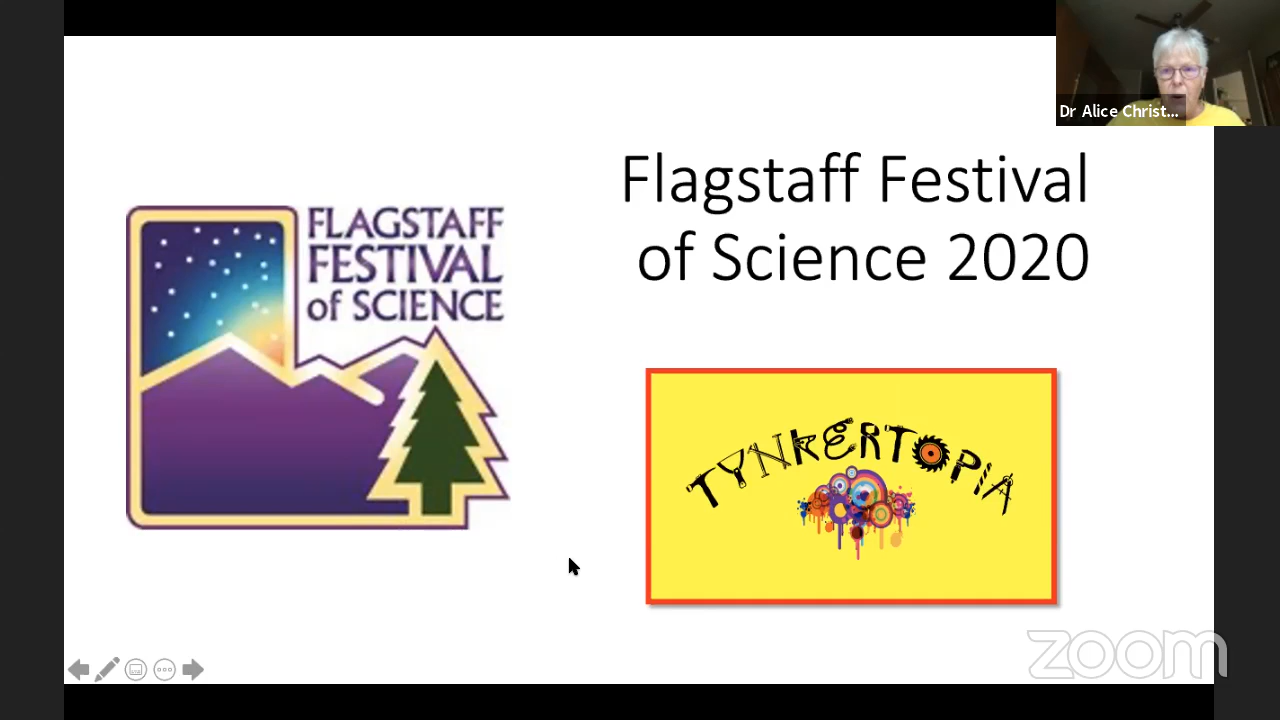 Dr Alice Christ...
Flagstaff Festival
of Science 2020
FLAGSTAFF
FESTIVAL
of SCIENCE
TYNKERTOPIA
zoom